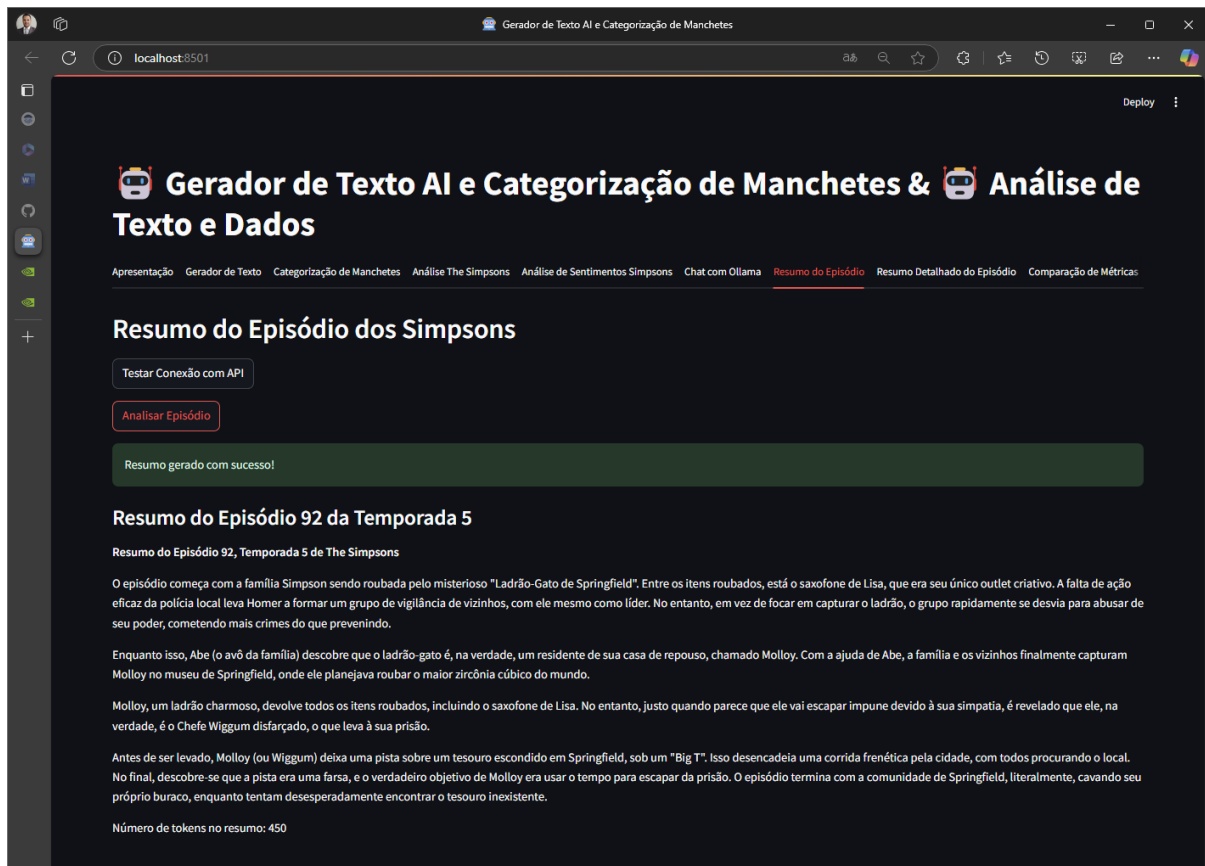 Gerador de Texto AI e Categorização de Manchetes
localhost:8501
Deploy
Gerador de Texto AI e Categorização de Manchetes & Análise de
Texto e Dados
Apresentação Gerador de Texto Categorização de Manchetes Análise The Simpsons Análise de Sentimentos Simpsons Chat com Ollama Resumo do Episódio Resumo Detalhado do Episódio Comparação de Métricas
Resumo do Episódio dos Simpsons
Testar Conexão com API
Analisar Episódio
Resumo gerado com sucesso!
Resumo do Episódio 92 da Temporada 5
Resumo do Episódio 92, Temporada 5 de The Simpsons
O episódio começa com a família Simpson sendo roubada pelo misterioso "Ladrão-Gato de Springfield". Entre os itens roubados, está o saxofone de Lisa, que era seu único outlet criativo. A falta de ação
eficaz da polícia local leva Homer a formar um grupo de vigilância de vizinhos, com ele mesmo como líder. No entanto, em vez de focar em capturar o ladrão, o grupo rapidamente se desvia para abusar de
seu poder, cometendo mais crimes do que prevenindo.
Enquanto isso, Abe (o avô da família) descobre que o ladrão-gato é, na verdade, um residente de sua casa de repouso, chamado Molloy. Com a ajuda de Abe, a família e os vizinhos finalmente capturam
Molloy no museu de Springfield, onde ele planejava roubar o maior zircônia cúbico do mundo.
Molloy, um ladrão charmoso, devolve todos os itens roubados, incluindo o saxofone de Lisa. No entanto, justo quando parece que ele vai escapar impune devido à sua simpatia, é revelado que ele, na
verdade, é o Chefe Wiggum disfarçado, o que leva à sua prisão.
Antes de ser levado, Molloy (ou Wiggum) deixa uma pista sobre um tesouro escondido em Springfield, sob um "Big T". Isso desencadeia uma corrida frenética pela cidade, com todos procurando o local.
No final, descobre-se que a pista era uma farsa, e o verdadeiro objetivo de Molloy era usar o tempo para escapar da prisão. O episódio termina com a comunidade de Springfield, literalmente, cavando seu
próprio buraco, enquanto tentam desesperadamente encontrar o tesouro inexistente.
Número de tokens no resumo: 450